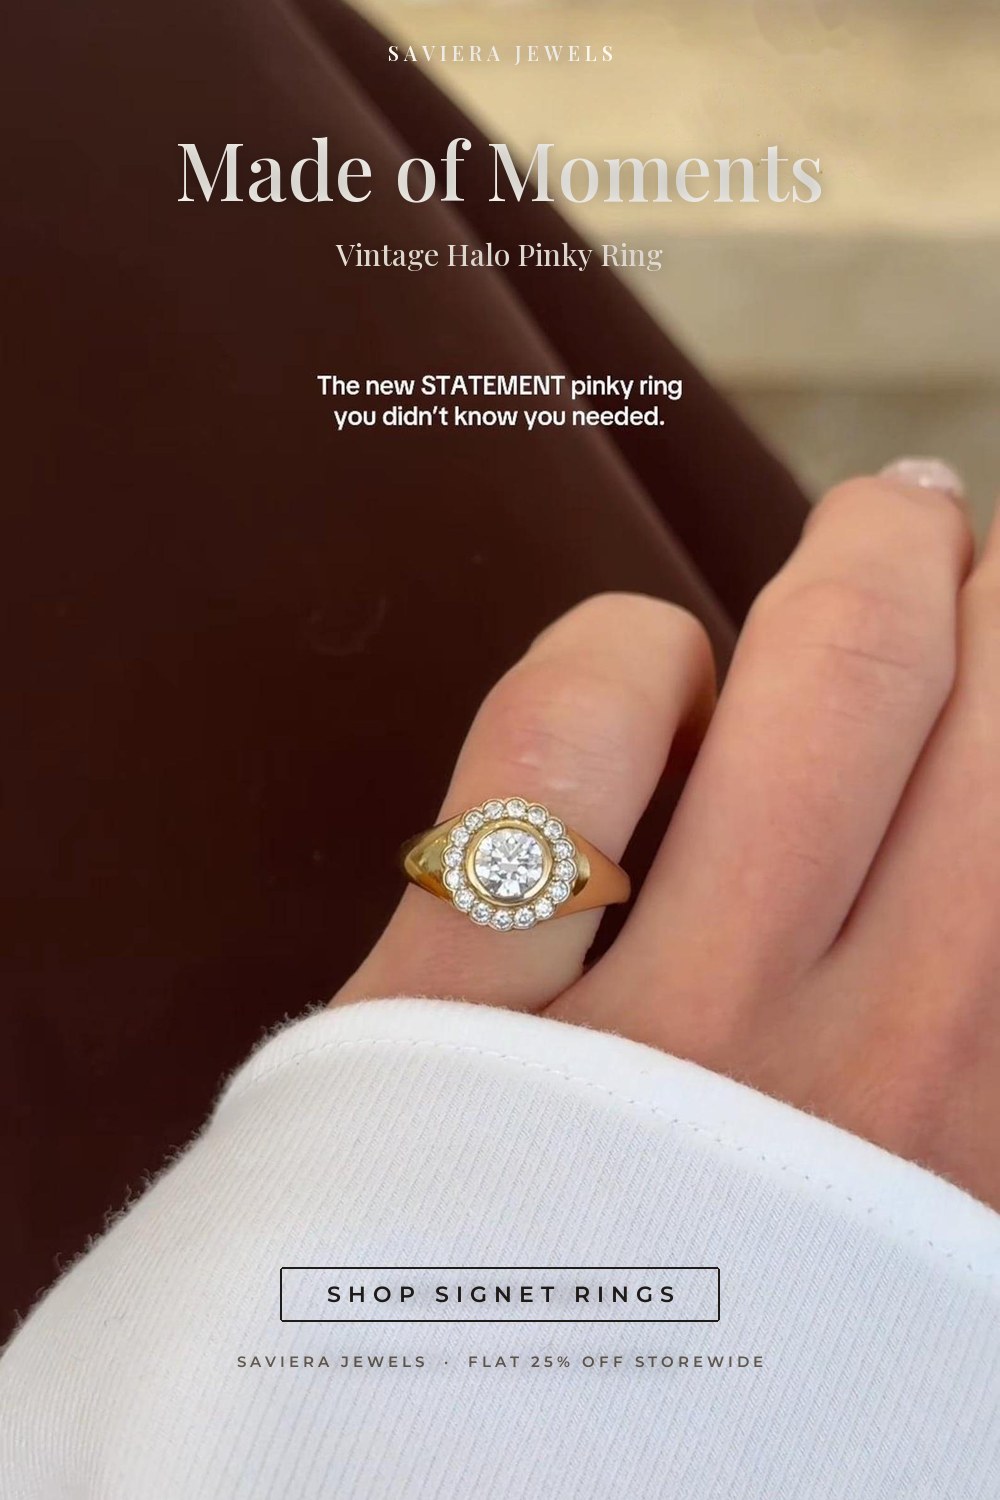 SAVIERA JEWELS
Made of Moments
Vintage Halo Pinky Ring
The new STATEMENT pinky ring
you didn't know you needed.
SHOP SIGNET RINGS
SAVIERA JEWELS · FLAT 25% OFF STOREWIDE